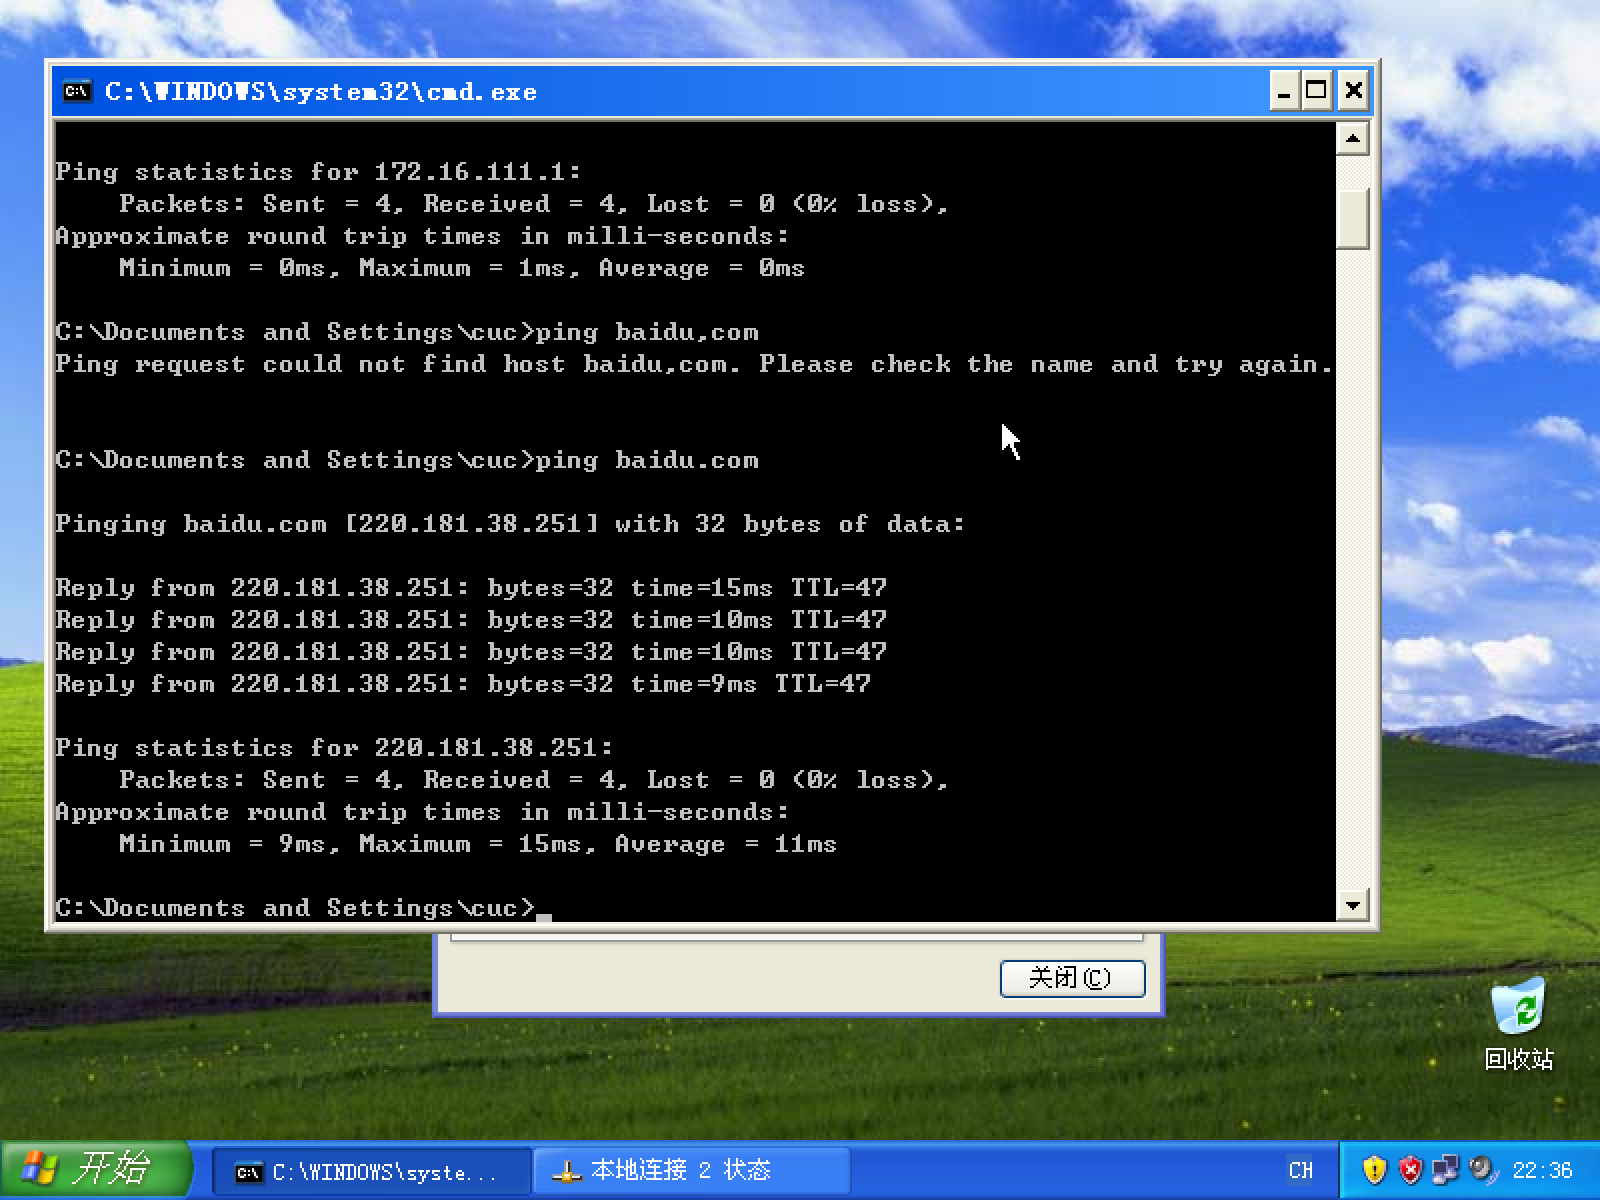 C:\WINDOWS\system32\cmd.exe
Ping statistics for 172.16.111.1:
    Packets: Sent = 4, Received = 4, Lost = 0 (0% loss),
Approximate round trip times in milli-seconds:
    Minimum = 0ms, Maximum = 1ms, Average = 0ms
C:\Documents and Settings\cuc>ping baidu,com
Ping request could not find host baidu,com. Please check the name and try again.
C:\Documents and Settings\cuc>ping baidu.com
Pinging baidu.com [220.181.38.251] with 32 bytes of data:
Reply from 220.181.38.251: bytes=32 time=15ms TTL=47
Reply from 220.181.38.251: bytes=32 time=10ms TTL=47
Reply from 220.181.38.251: bytes=32 time=10ms TTL=47
Reply from 220.181.38.251: bytes=32 time=9ms TTL=47
Ping statistics for 220.181.38.251:
    Packets: Sent = 4, Received = 4, Lost = 0 (0% loss),
Approximate round trip times in milli-seconds:
    Minimum = 9ms, Maximum = 15ms, Average = 11ms
C:\Documents and Settings\cuc>
关闭(C)
回收站
开始
C:\WINDOWS\syste...
本地连接 2 状态
CH
22:36